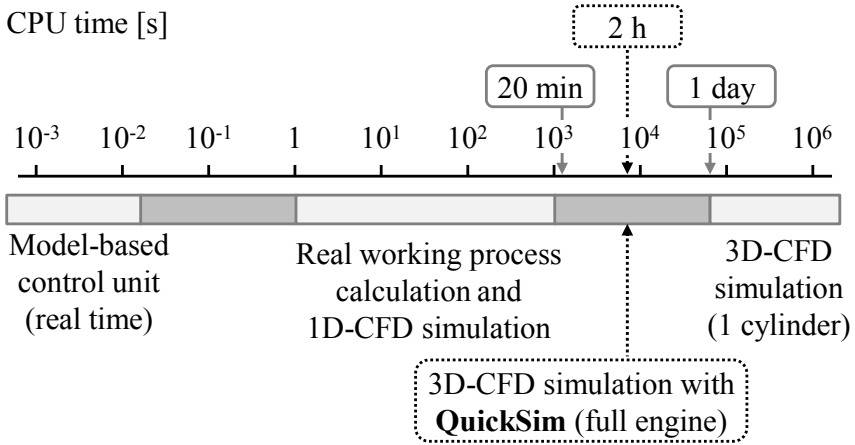 CPU time [s]
2 h
20 min
1 day
10⁻³ 10⁻² 10⁻¹ 1 10¹ 10² 10³ 10⁴ 10⁵ 10⁶
Model-based
control unit
(real time)
Real working process
calculation and
1D-CFD simulation
3D-CFD
simulation
(1 cylinder)
3D-CFD simulation with
QuickSim (full engine)